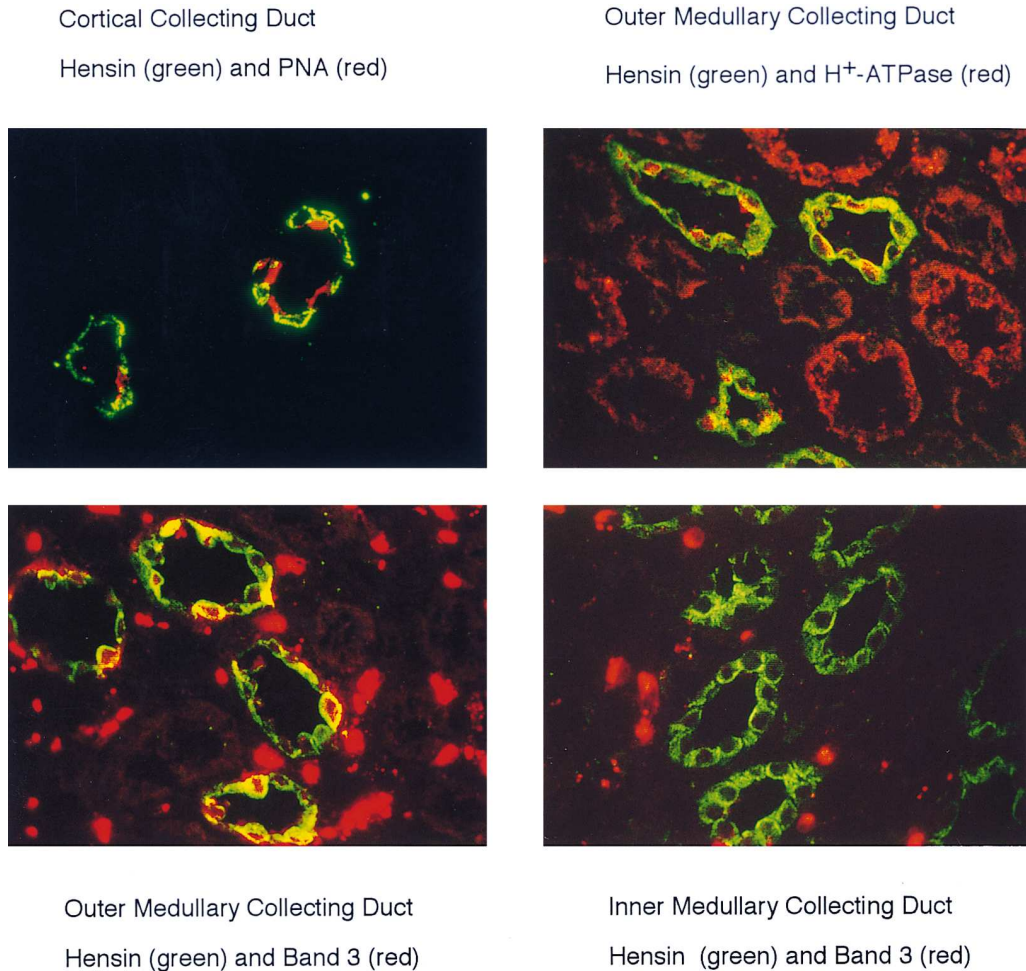 Cortical Collecting Duct
Hensin (green) and PNA (red)
Outer Medullary Collecting Duct
Hensin (green) and H+-ATPase (red)
Outer Medullary Collecting Duct
Hensin (green) and Band 3 (red)
Inner Medullary Collecting Duct
Hensin (green) and Band 3 (red)